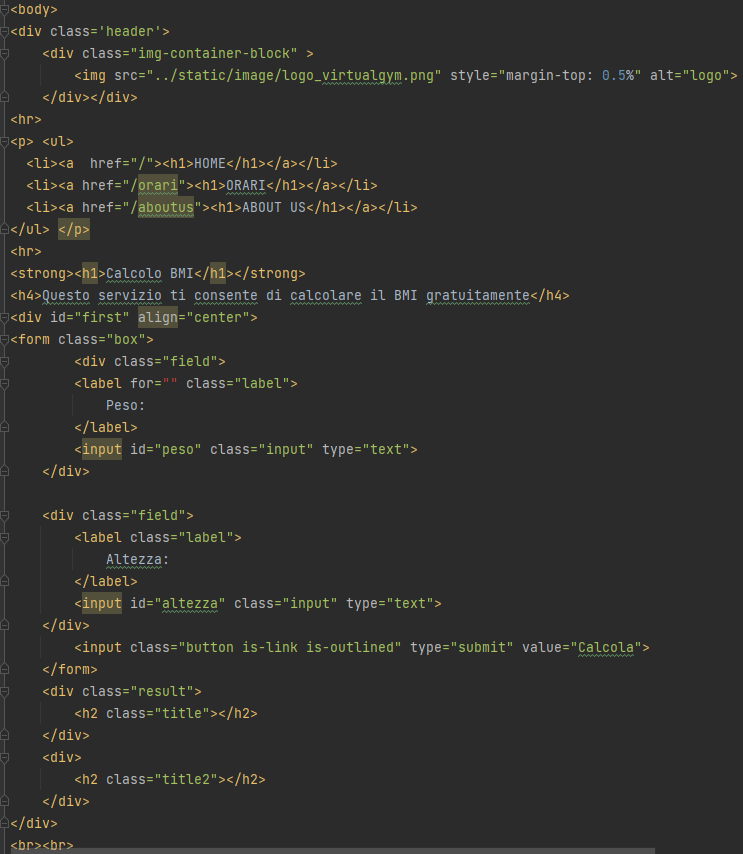 <body>
<div class='header'>
    <div class="img-container-block" >
        <img src="../static/image/logo_virtualgym.png" style="margin-top: 0.5%" alt="logo">
    </div></div>
<hr>
<p> <ul>
  <li><a  href="/"><h1>HOME</h1></a></li>
  <li><a href="/orari"><h1>ORARI</h1></a></li>
  <li><a href="/aboutus"><h1>ABOUT US</h1></a></li>
</ul> </p>
<hr>
<strong><h1>Calcolo BMI</h1></strong>
<h4>Questo servizio ti consente di calcolare il BMI gratuitamente</h4>
<div id="first" align="center">
<form class="box">
        <div class="field">
        <label for="" class="label">
            Peso:
        </label>
        <input id="peso" class="input" type="text">
    </div>

    <div class="field">
        <label class="label">
            Altezza:
        </label>
        <input id="altezza" class="input" type="text">
    </div>
        <input class="button is-link is-outlined" type="submit" value="Calcola">
    </form>
    <div class="result">
        <h2 class="title"></h2>
    </div>
    <div>
        <h2 class="title2"></h2>
    </div>
</div>
<br><br>